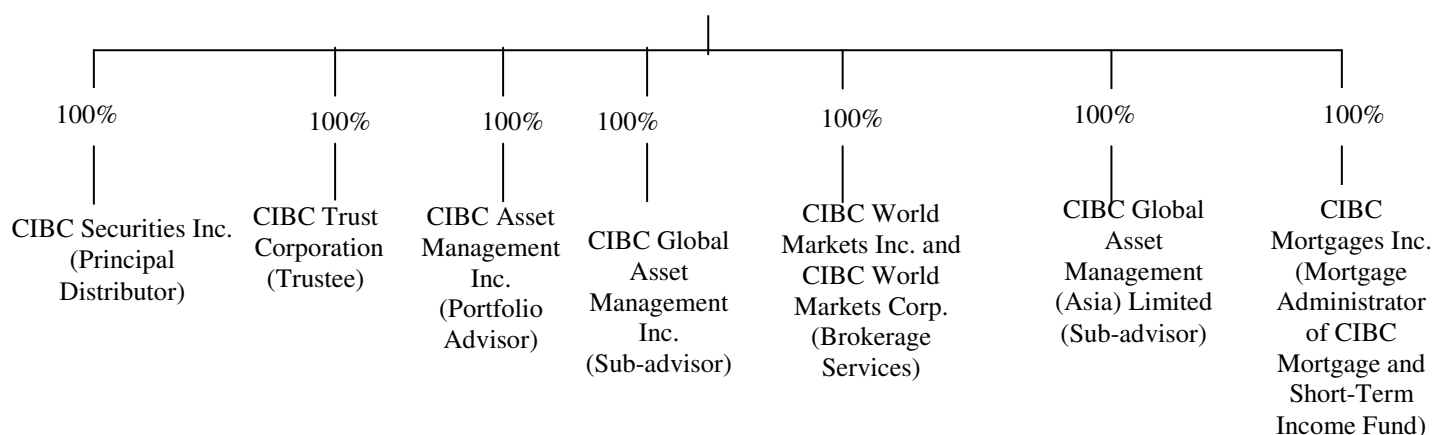 100%
100%
100%
100%
100%
100%
100%
CIBC Securities Inc.
(Principal
Distributor)
CIBC Trust
Corporation
(Trustee)
CIBC Asset
Management
Inc.
(Portfolio
Advisor)
CIBC Global
Asset
Management
Inc.
(Sub-advisor)
CIBC World
Markets Inc. and
CIBC World
Markets Corp.
(Brokerage
Services)
CIBC Global
Asset
Management
(Asia) Limited
(Sub-advisor)
CIBC
Mortgages Inc.
(Mortgage
Administrator
of CIBC
Mortgage and
Short-Term
Income Fund)